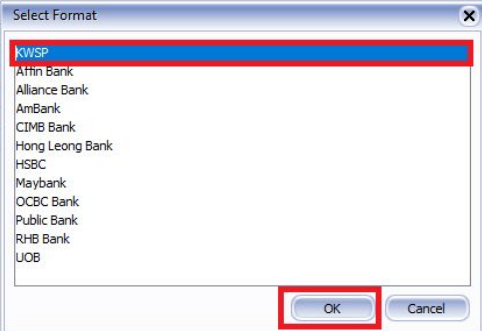 Select Format
KWSP
Affin Bank
Alliance Bank
AmBank
CIMB Bank
Hong Leong Bank
HSBC
Maybank
OCBC Bank
Public Bank
RHB Bank
UOB
OK Cancel